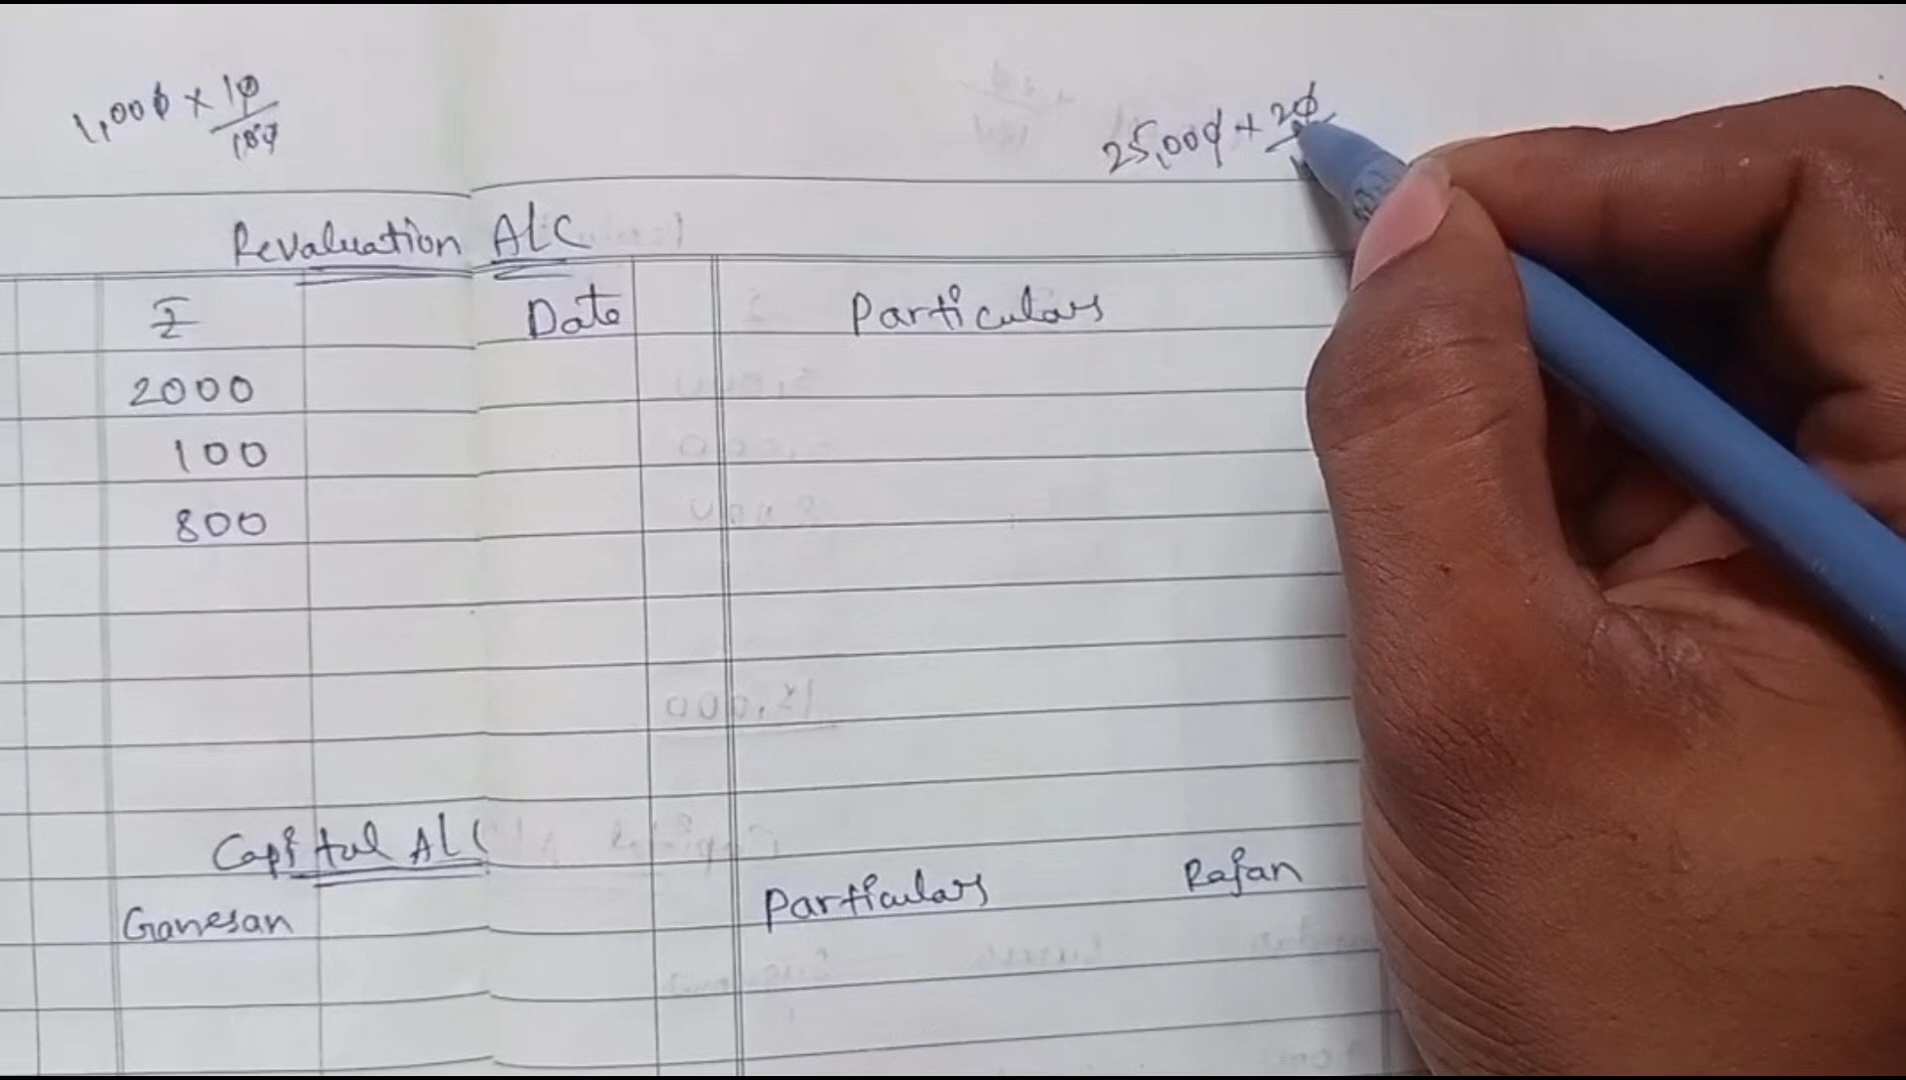 1,000 × 10/100
25,000 × 20/
Revaluation A/C
₹ Date Particulars
2000
100
800
Capital A/C
Ganesan Particulars Rajan